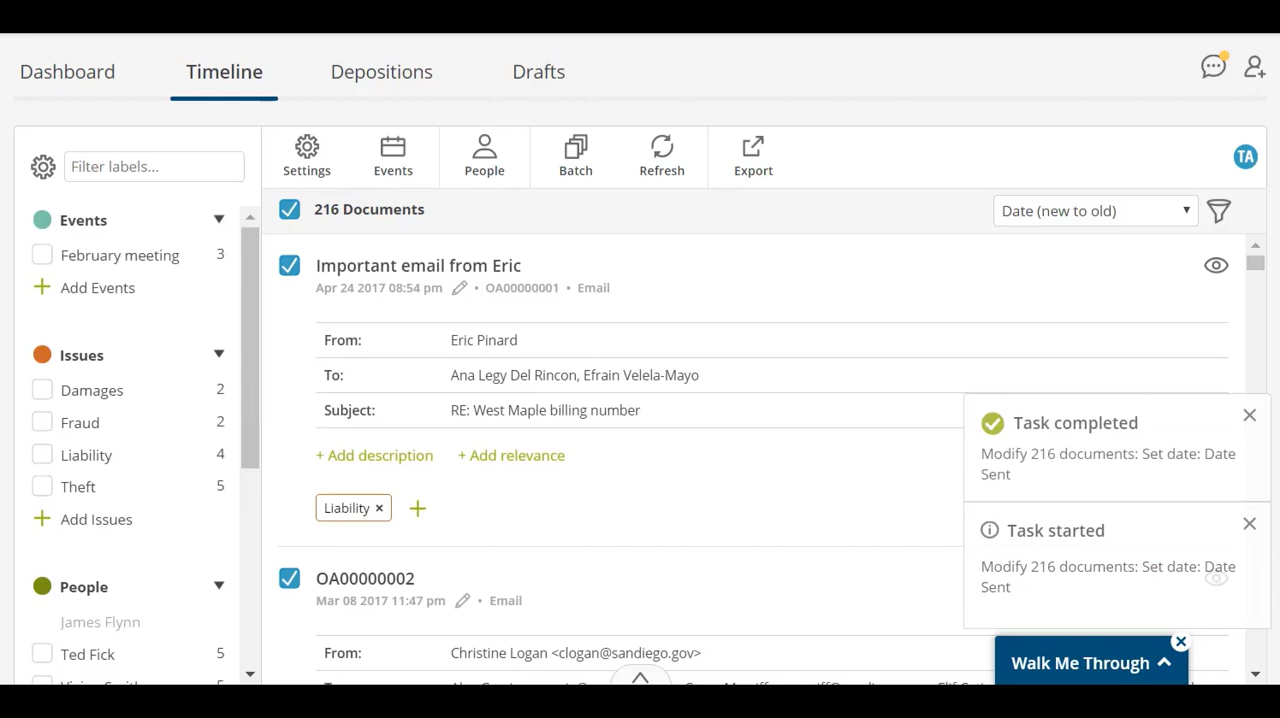 Dashboard
Timeline
Depositions
Drafts
Filter labels...
Events
February meeting 3
Add Events
Issues
Damages 2
Fraud 2
Liability 4
Theft 5
Add Issues
People
James Flynn
Ted Fick 5
Settings
Events
People
Batch
Refresh
Export
TA
216 Documents
Date (new to old)
Important email from Eric
Apr 24 2017 08:54 pm • OA00000001 • Email
From: Eric Pinard
To: Ana Legy Del Rincon, Efrain Velela-Mayo
Subject: RE: West Maple billing number
+ Add description + Add relevance
Liability ×
OA00000002
Mar 08 2017 11:47 pm • Email
From: Christine Logan <clogan@sandiego.gov>
Task completed
Modify 216 documents: Set date: Date
Sent
Task started
Modify 216 documents: Set date: Date
Sent
Walk Me Through